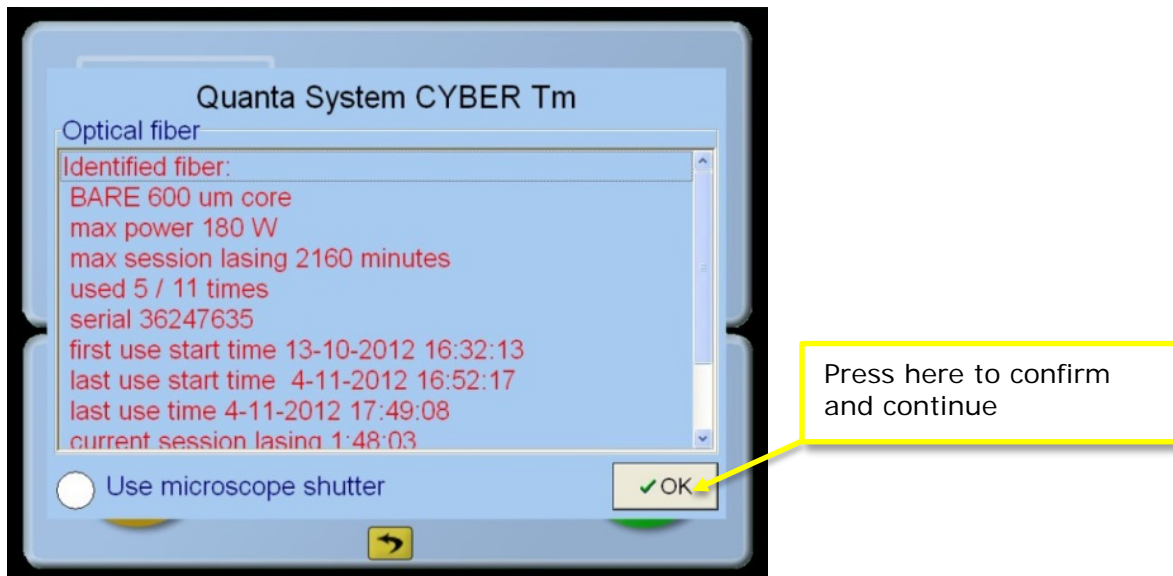 Quanta System CYBER Tm
Optical fiber
Identified fiber:
BARE 600 um core
max power 180 W
max session lasing 2160 minutes
used 5 / 11 times
serial 36247635
first use start time 13-10-2012 16:32:13
last use start time 4-11-2012 16:52:17
last use time 4-11-2012 17:49:08
current session lasing 1:48:03
Use microscope shutter
OK
Press here to confirm
and continue